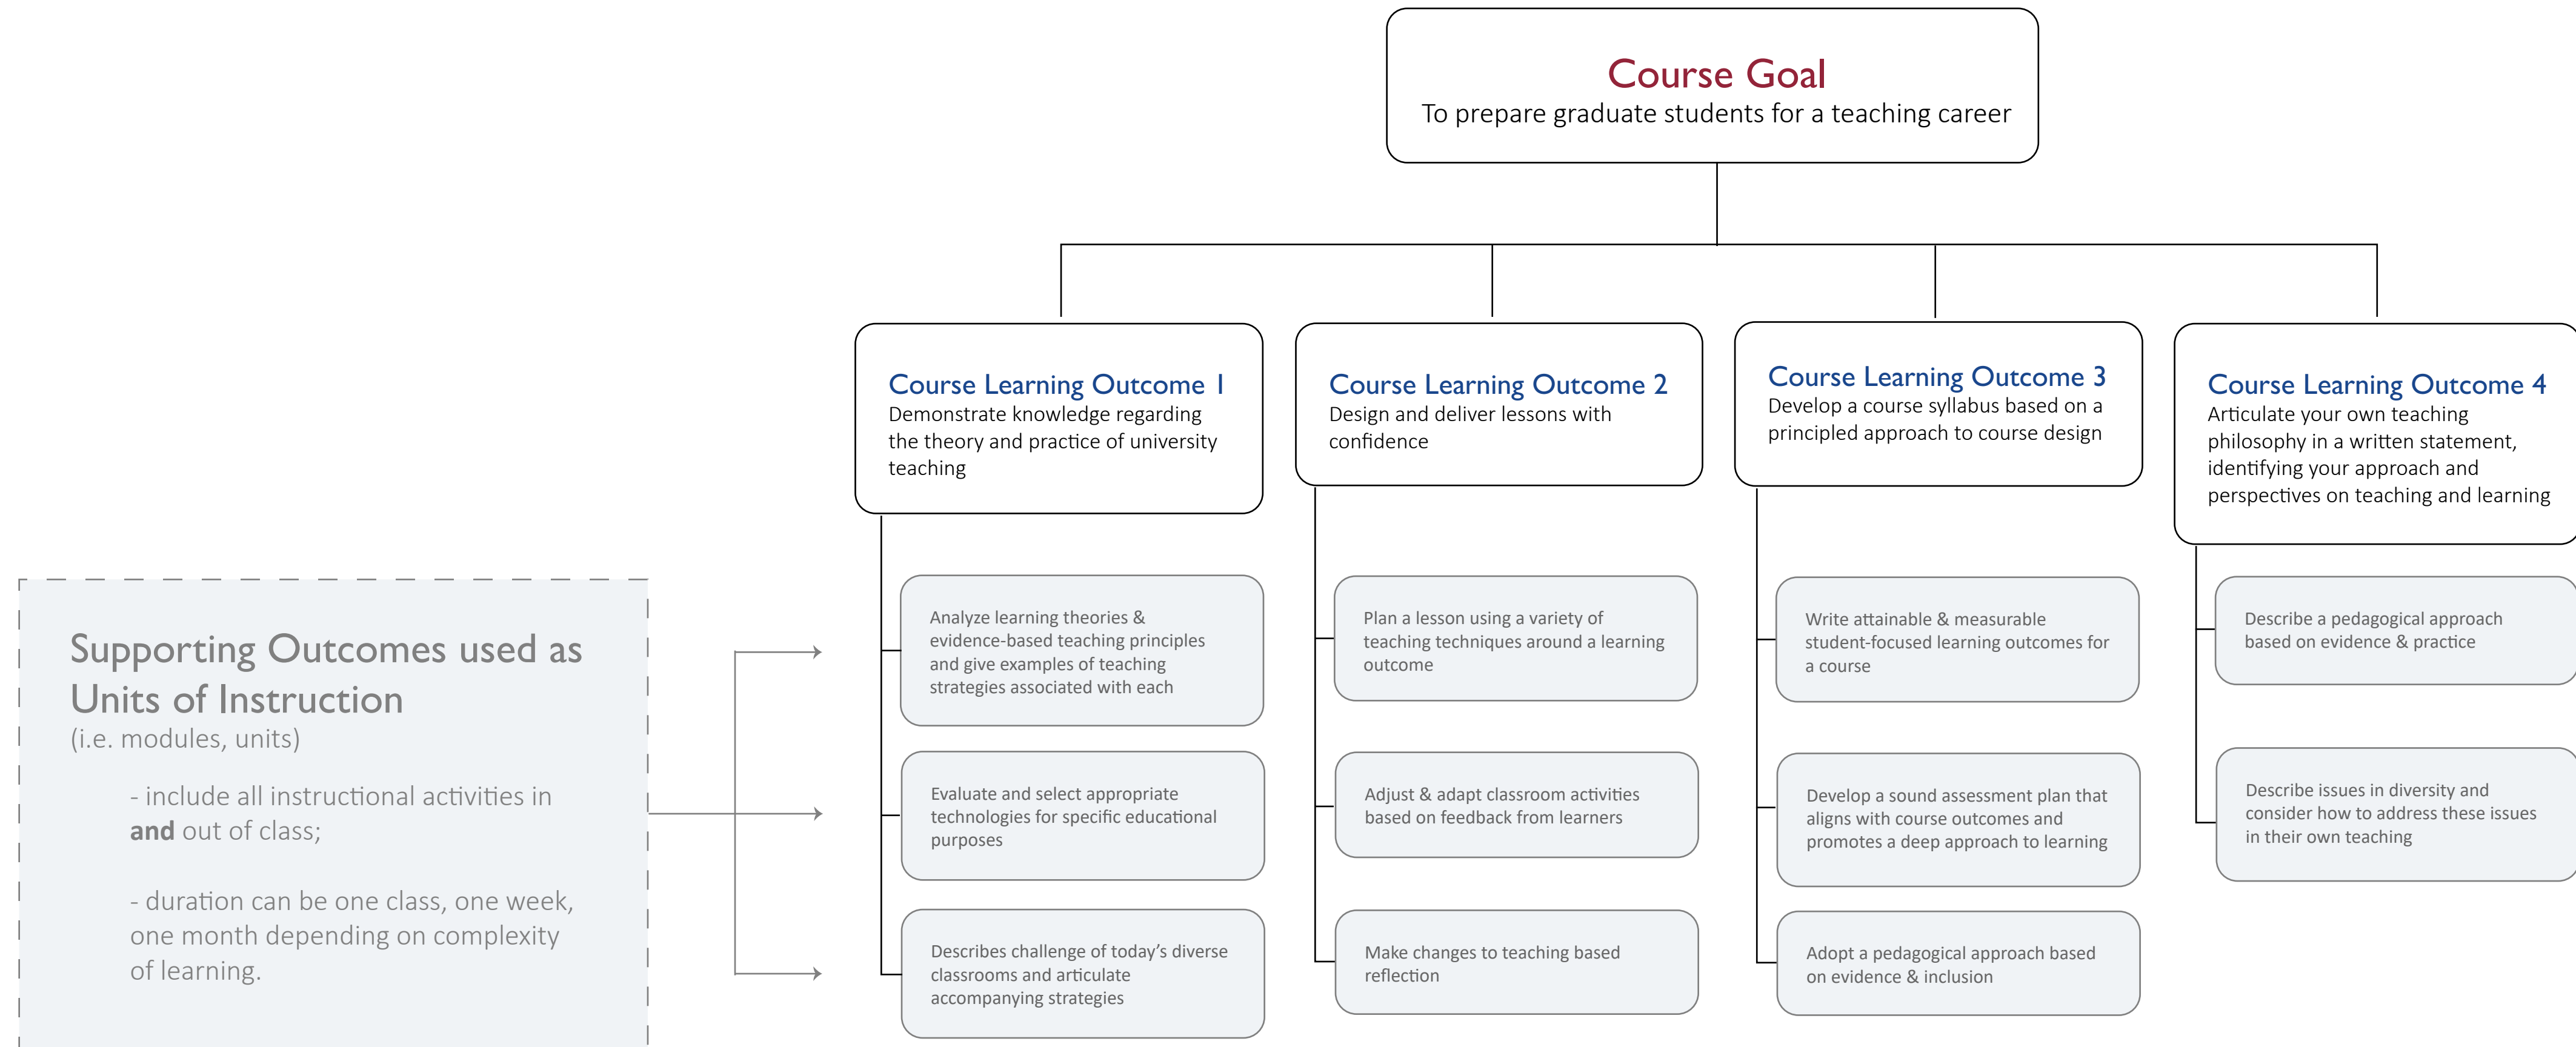 Course Goal
To prepare graduate students for a teaching career
Course Learning Outcome 1
Demonstrate knowledge regarding
the theory and practice of university
teaching
Course Learning Outcome 2
Design and deliver lessons with
confidence
Course Learning Outcome 3
Develop a course syllabus based on a
principled approach to course design
Course Learning Outcome 4
Articulate your own teaching
philosophy in a written statement,
identifying your approach and
perspectives on teaching and learning
Supporting Outcomes used as
Units of Instruction
(i.e. modules, units)
- include all instructional activities in
and out of class;
- duration can be one class, one week,
one month depending on complexity
of learning.
Analyze learning theories &
evidence-based teaching principles
and give examples of teaching
strategies associated with each
Evaluate and select appropriate
technologies for specific educational
purposes
Describes challenge of today's diverse
classrooms and articulate
accompanying strategies
Plan a lesson using a variety of
teaching techniques around a learning
outcome
Adjust & adapt classroom activities
based on feedback from learners
Make changes to teaching based
reflection
Write attainable & measurable
student-focused learning outcomes for
a course
Develop a sound assessment plan that
aligns with course outcomes and
promotes a deep approach to learning
Adopt a pedagogical approach based
on evidence & inclusion
Describe a pedagogical approach
based on evidence & practice
Describe issues in diversity and
consider how to address these issues
in their own teaching